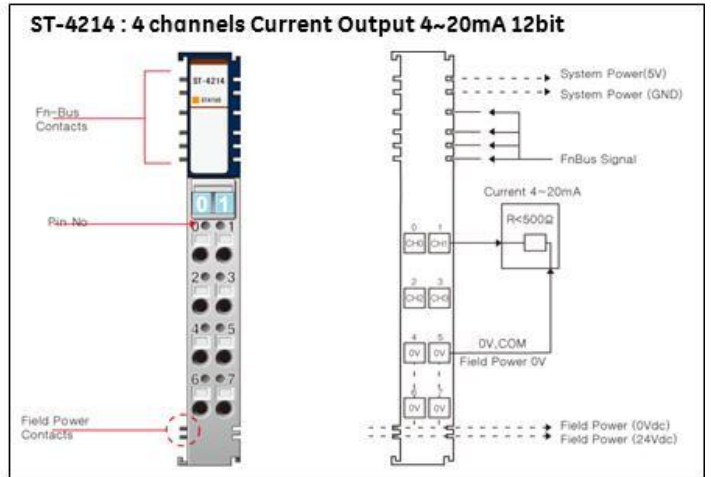 ST-4214 : 4 channels Current Output 4~20mA 12bit
ST-4214
STATUS
Fn-Bus
Contacts
0 1
Pin No
0 1
2 3
4 5
6 7
Field Power
Contacts
System Power(5V)
System Power (GND)
FnBus Signal
Current 4~20mA
R<500Ω
0 1
CH0 CH1
2 3
CH2 CH3
4 5
0V 0V
0V,COM
Field Power 0V
6 7
0V 0V
Field Power (0Vdc)
Field Power (24Vdc)